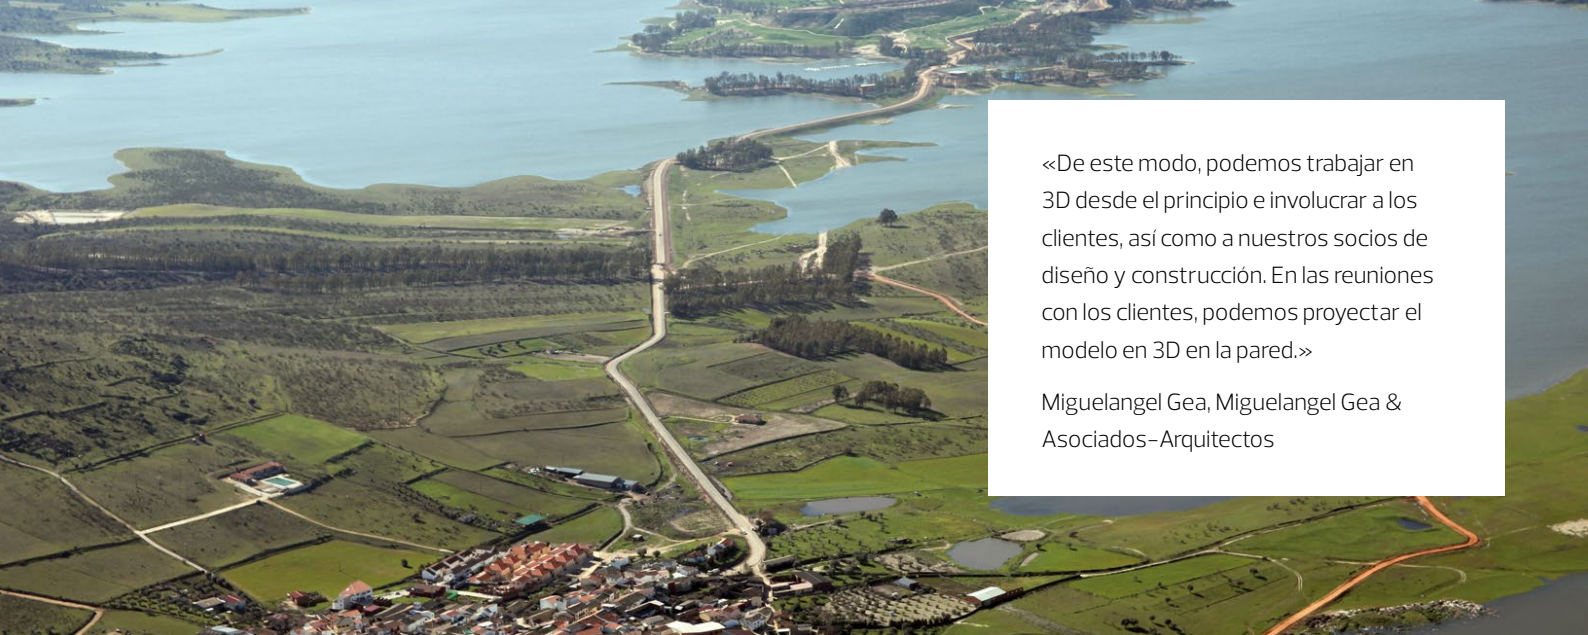 «De este modo, podemos trabajar en
3D desde el principio e involucrar a los
clientes, así como a nuestros socios de
diseño y construcción. En las reuniones
con los clientes, podemos proyectar el
modelo en 3D en la pared.»
Miguelangel Gea, Miguelangel Gea &
Asociados-Arquitectos